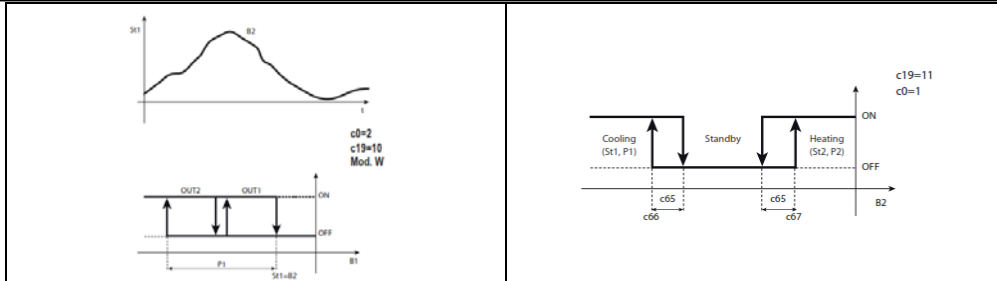 St1
B2
t
c0=2
c19=10
Mod. W
OUT2 OUT1
ON
OFF
P1
B1
St1=B2
c19=11
c0=1
ON
Cooling Standby Heating
(St1, P1) (St2, P2)
OFF
c65 c65
B2
c66 c67